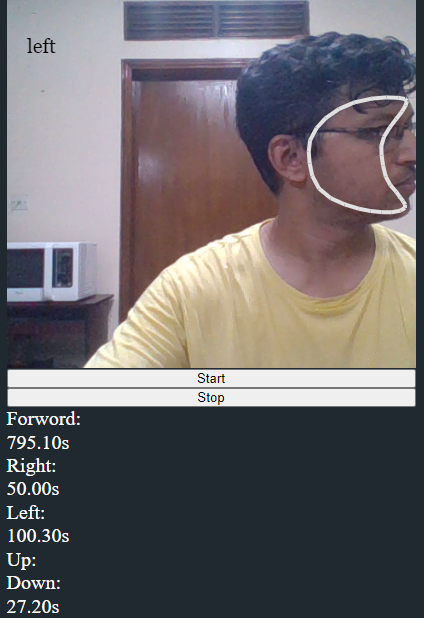 left
Start
Stop
Forword:
795.10s
Right:
50.00s
Left:
100.30s
Up:
Down:
27.20s